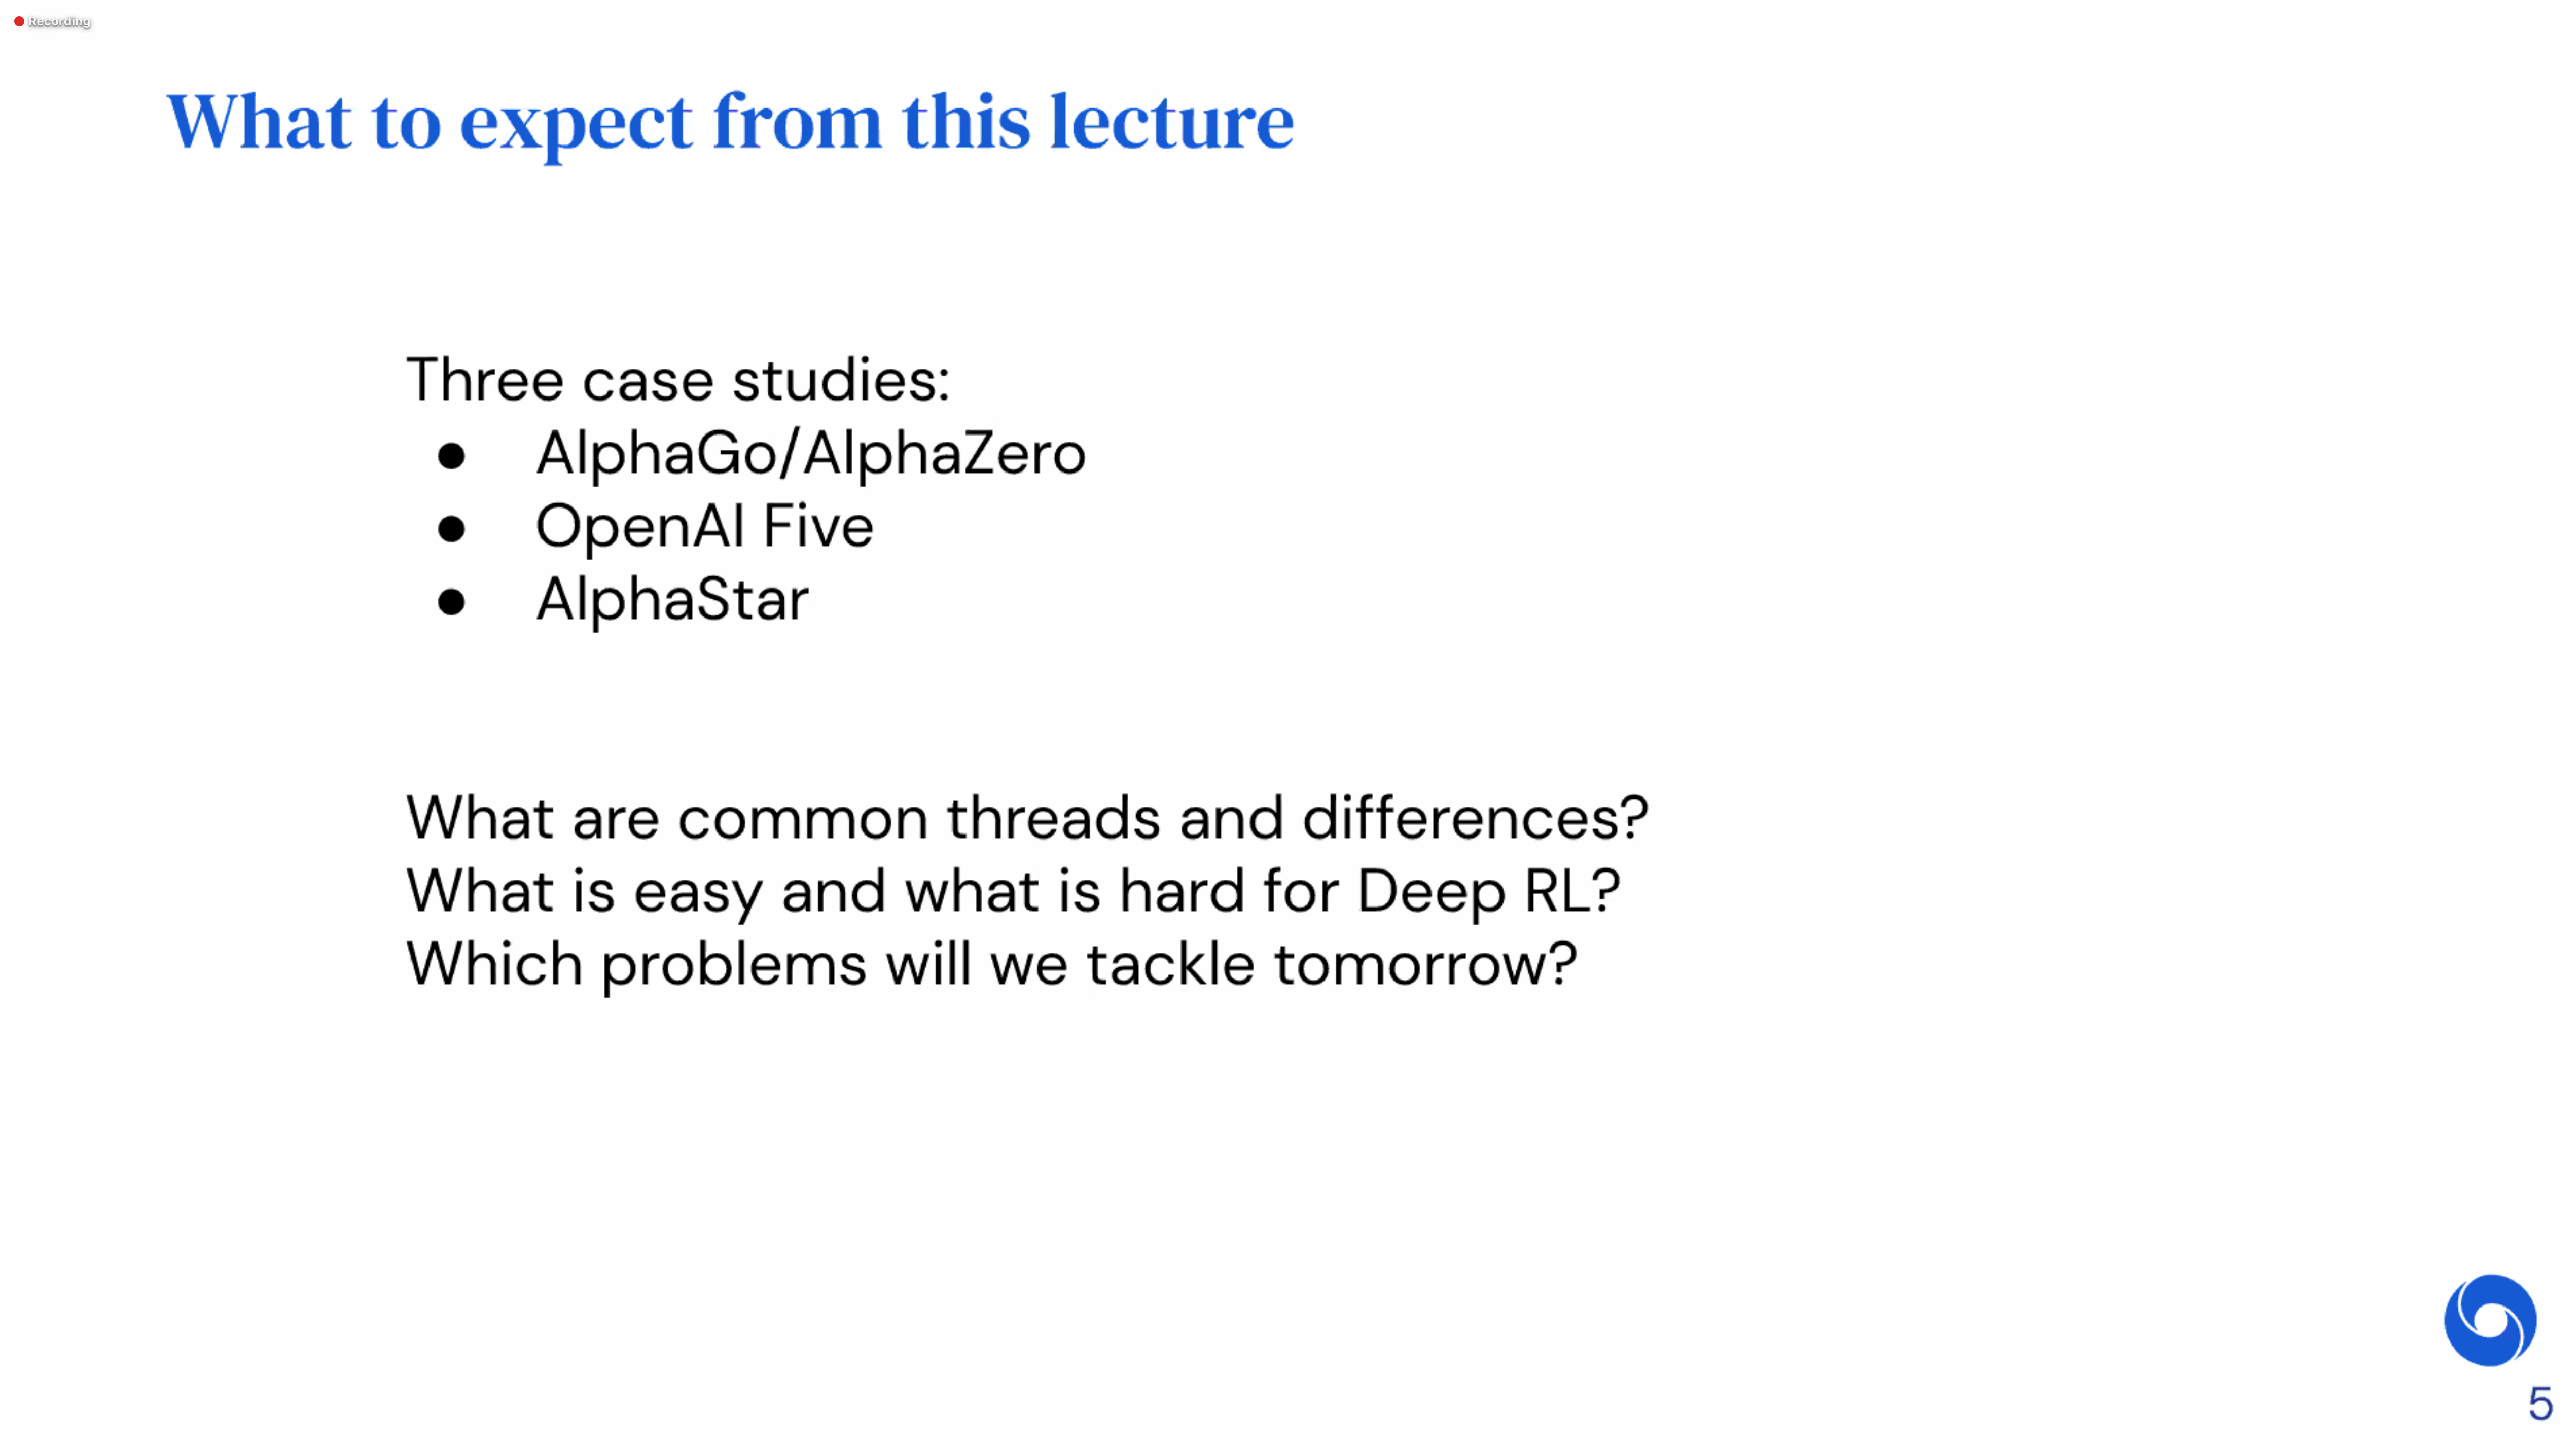 Recording
What to expect from this lecture
Three case studies:
● AlphaGo/AlphaZero
● OpenAI Five
● AlphaStar
What are common threads and differences?
What is easy and what is hard for Deep RL?
Which problems will we tackle tomorrow?
5